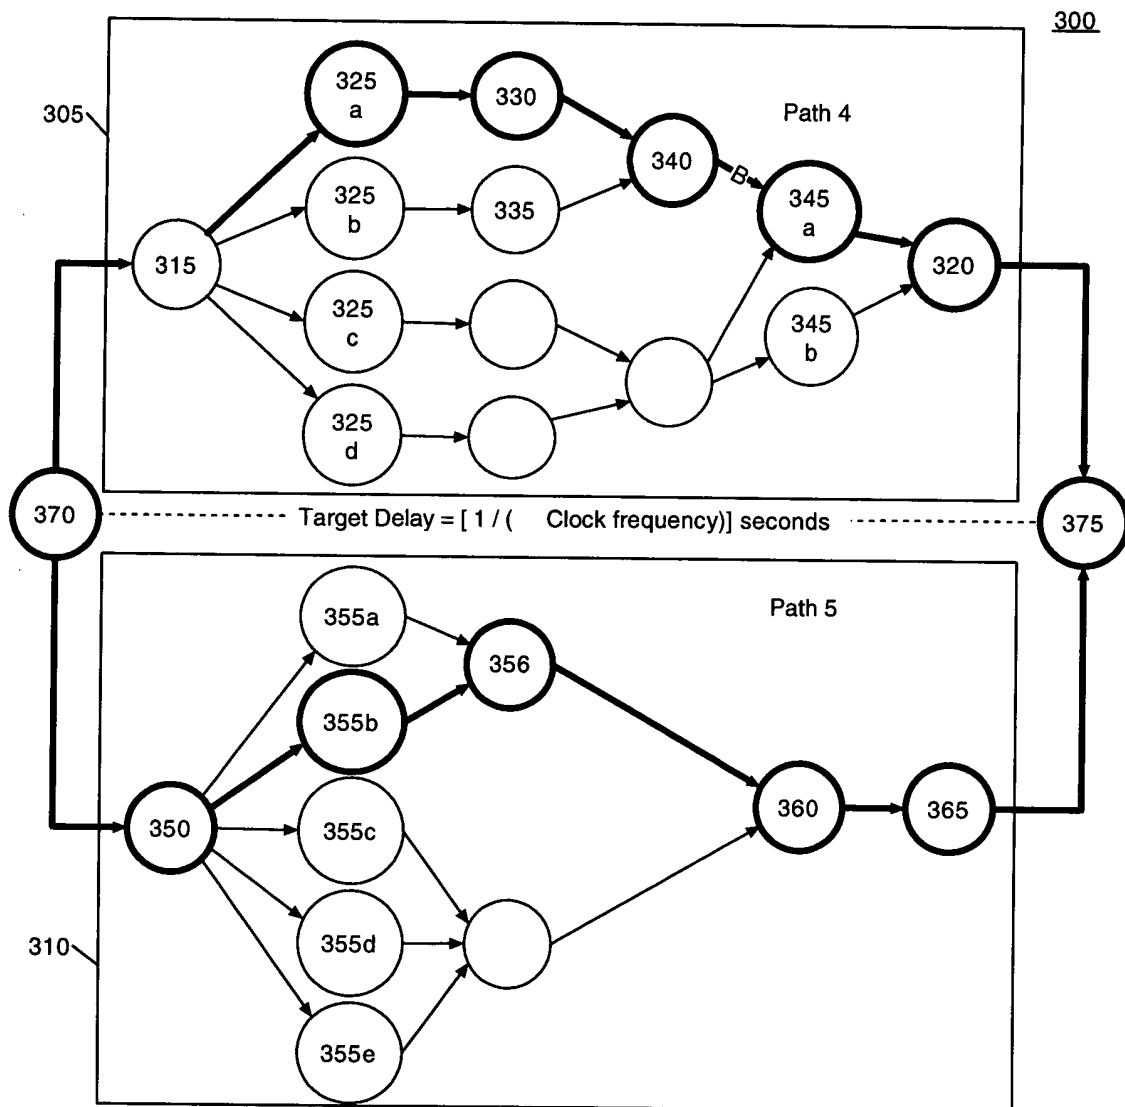 300
325
a
330
Path 4
305
340
B
325
b
335
345
a
315
320
325
c
345
b
325
d
370
Target Delay = [ 1 / ( Clock frequency)] seconds
375
355a
Path 5
356
355b
350
355c
360
365
310
355d
355e